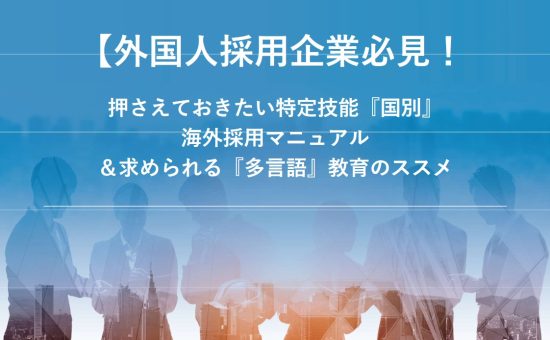 【外国人採用企業必見！
押さえておきたい特定技能『国別』
海外採用マニュアル
＆求められる『多言語』教育のススメ